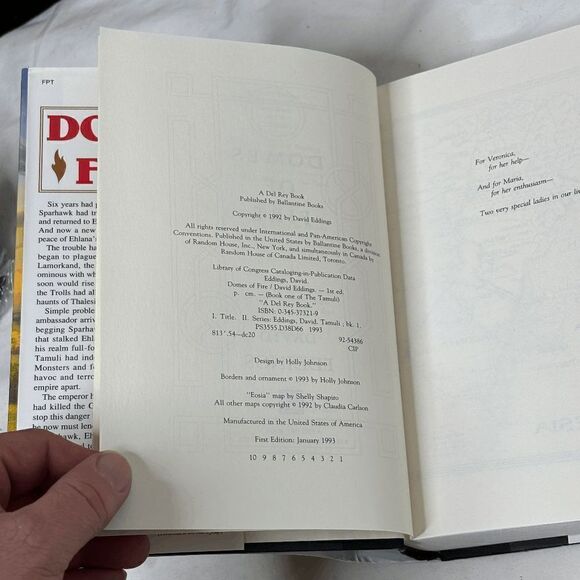 FPT
DO
F
Six years had p
Sparhawk had tr
and returned to E
And now a new
peace of Ehlana's
The trouble ha
began to plague
Lamorkand, the
ominous with wh
soon would rise
the Trolls had all
haunts of Thalesi
Simple proble
ambassador arriv
begging Sparhaw
that stalked Ehla
his realm full-fo
Tamuli had inde
Monsters and f
havoc and terro
empire apart.
The emperor h
had killed the C
stop this danger
he now must len
A Del Rey Book
Published by Ballantine Books
Copyright © 1992 by David Eddings
All rights reserved under International and Pan-American Copyright
Conventions. Published in the United States by Ballantine Books, a division
of Random House, Inc., New York, and simultaneously in Canada by
Random House of Canada Limited, Toronto.
Library of Congress Cataloging-in-Publication Data
Eddings, David.
Domes of Fire / David Eddings. — 1st ed.
p. cm. — (Book one of The Tamuli)
"A Del Rey Book."
ISBN: 0-345-37321-9
I. Title. II. Series: Eddings, David. Tamuli ; bk. 1.
PS3555.D38D66 1993
813'.54—dc20 92-54386
CIP
Design by Holly Johnson
Borders and ornament © 1993 by Holly Johnson
"Eosia" map by Shelly Shapiro
All other maps copyright © 1992 by Claudia Carlson
Manufactured in the United States of America
First Edition: January 1993
10 9 8 7 6 5 4 3 2 1
For Veronica,
for her help—
And for Maria,
for her enthusiasm—
Two very special ladies in our liv